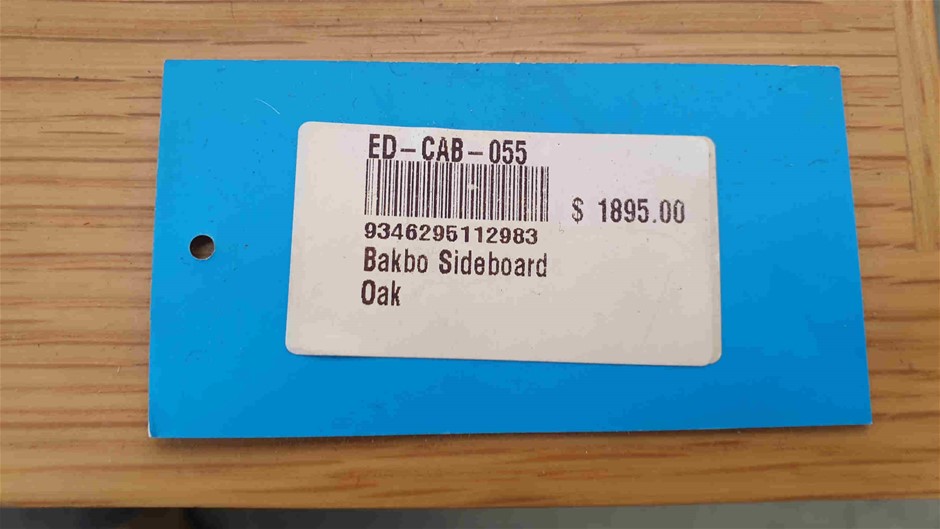 ED-CAB-055
$ 1895.00
9346295112983
Bakbo Sideboard
Oak